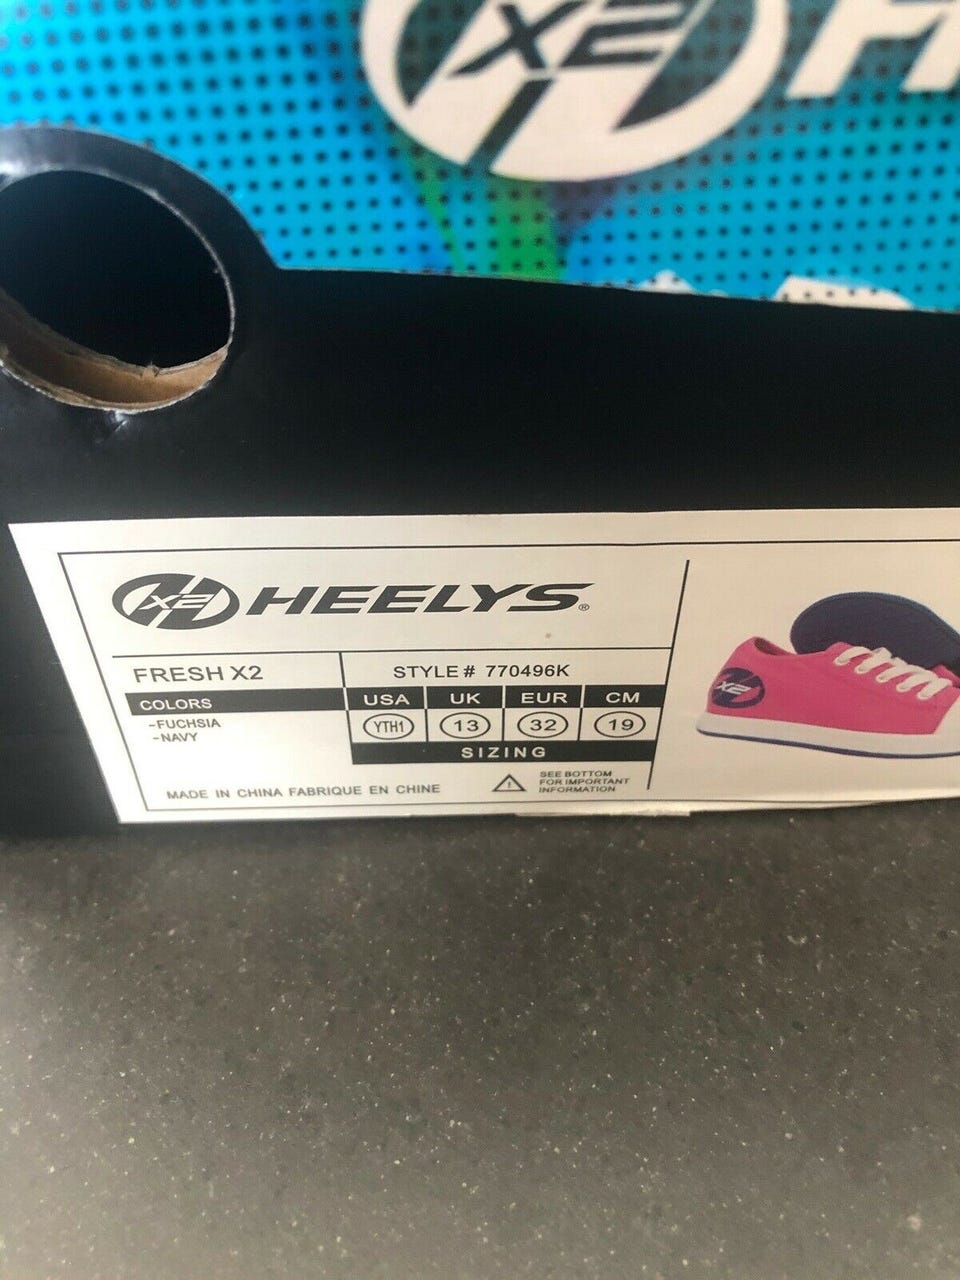 X2
X2 HEELYS®
FRESH X2
STYLE # 770496K
COLORS
-FUCHSIA
-NAVY
USA UK EUR CM
YTH1 13 32 19
SIZING
MADE IN CHINA FABRIQUE EN CHINE
SEE BOTTOM
FOR IMPORTANT
INFORMATION
X2